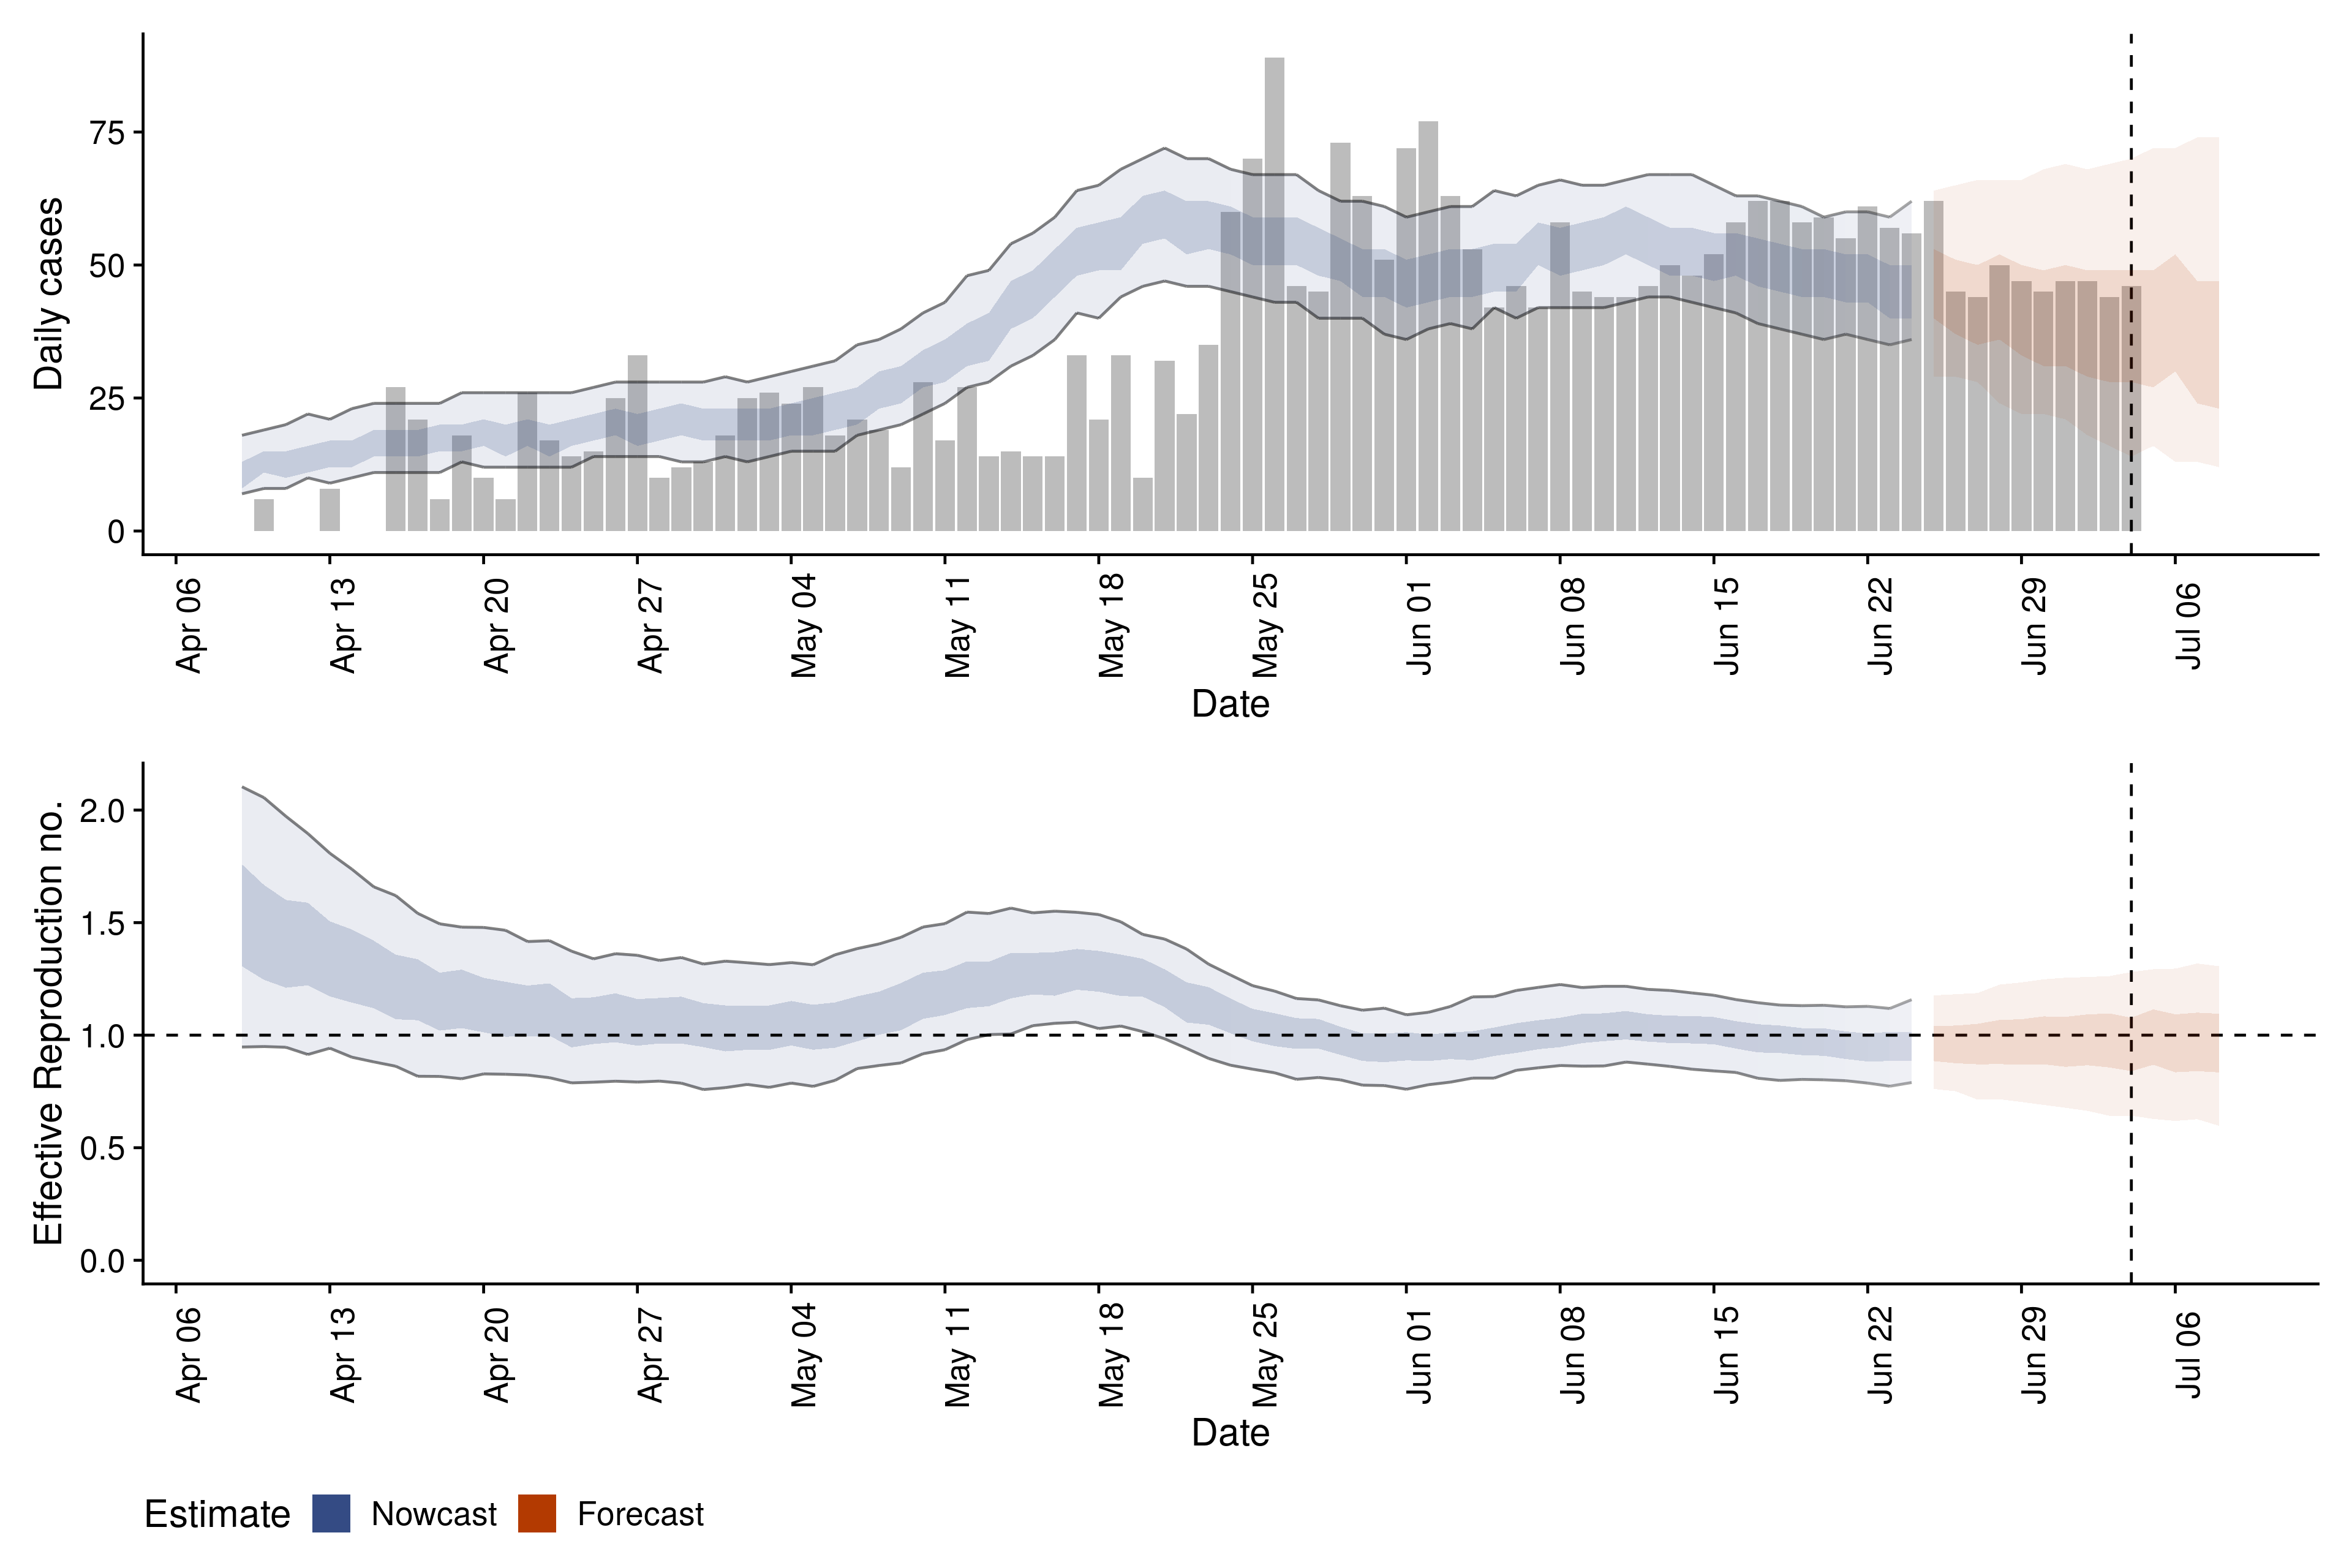 Daily cases
75
50
25
0
Apr 06
Apr 13
Apr 20
Apr 27
May 04
May 11
May 18
May 25
Jun 01
Jun 08
Jun 15
Jun 22
Jun 29
Jul 06
Date
Effective Reproduction no.
2.0
1.5
1.0
0.5
0.0
Apr 06
Apr 13
Apr 20
Apr 27
May 04
May 11
May 18
May 25
Jun 01
Jun 08
Jun 15
Jun 22
Jun 29
Jul 06
Date
Estimate Nowcast Forecast